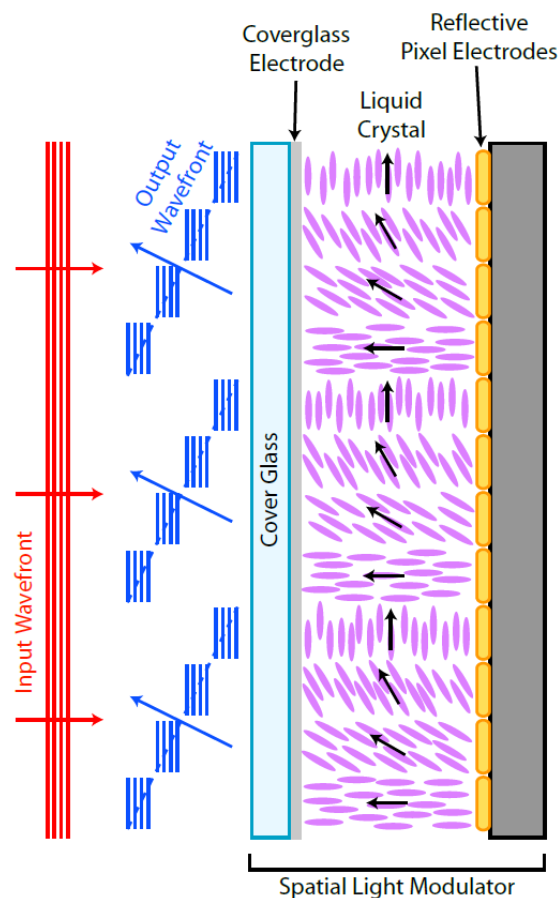 Coverglass
Electrode
Reflective
Pixel Electrodes
Liquid
Crystal
Output
Wavefront
Input Wavefront
Cover Glass
Spatial Light Modulator